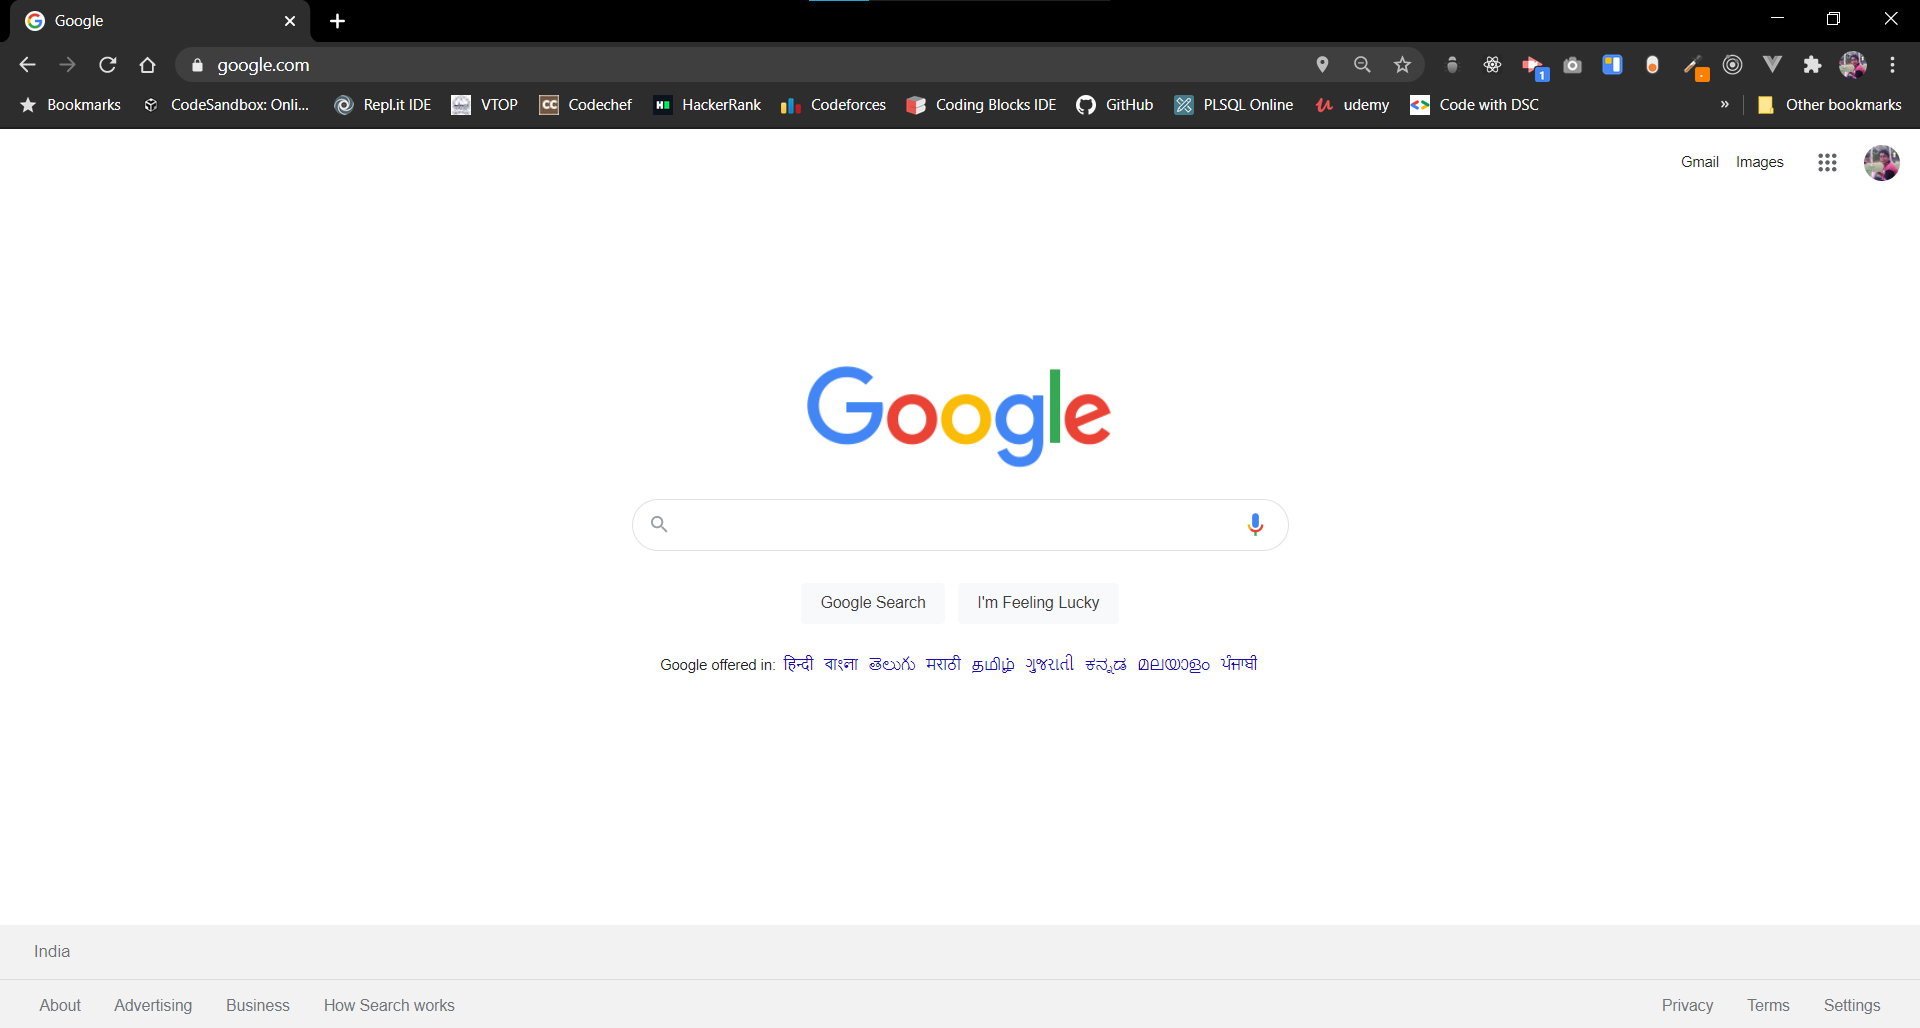 Google
google.com
1
Bookmarks CodeSandbox: Onli... Repl.it IDE VTOP CC Codechef H HackerRank Codeforces Coding Blocks IDE GitHub PLSQL Online udemy Code with DSC » Other bookmarks
Gmail Images
Google
Google Search I'm Feeling Lucky
Google offered in: हिन्दी বাংলা తెలుగు मराठी தமிழ் ગુજરાતી ಕನ್ನಡ മലയാളം ਪੰਜਾਬੀ
India
About Advertising Business How Search works Privacy Terms Settings